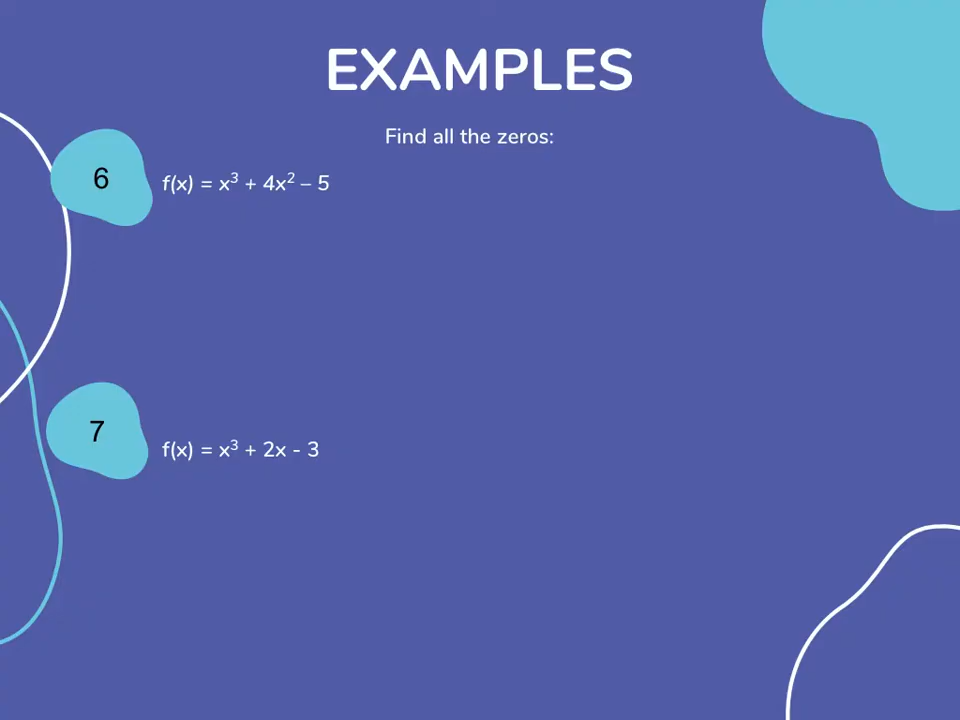 EXAMPLES
Find all the zeros:
6
f(x) = x³ + 4x² – 5
7
f(x) = x³ + 2x - 3